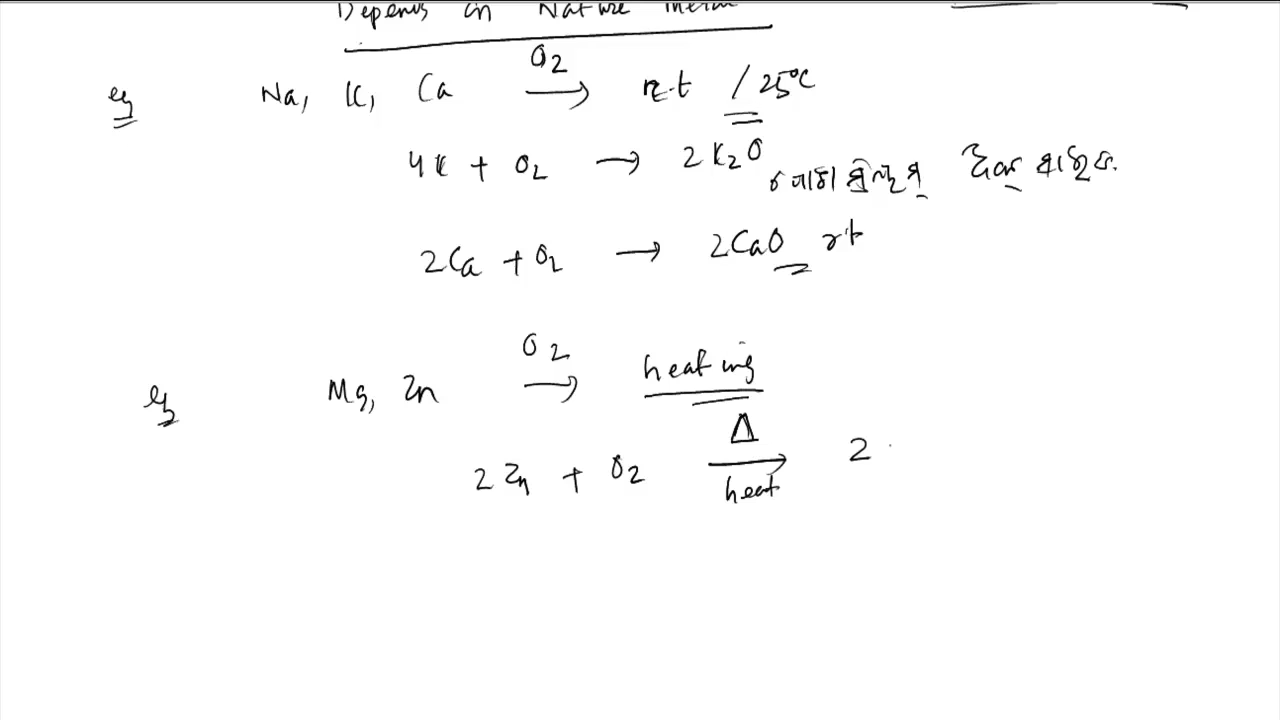 Depends on Nature metal
eg Na, K, Ca O2 → r.t / 25°C
4K + O2 → 2K2O
2Ca + O2 → 2CaO rt
eg Mg, Zn O2 → heating
2Zn + O2 Δ → heat 2